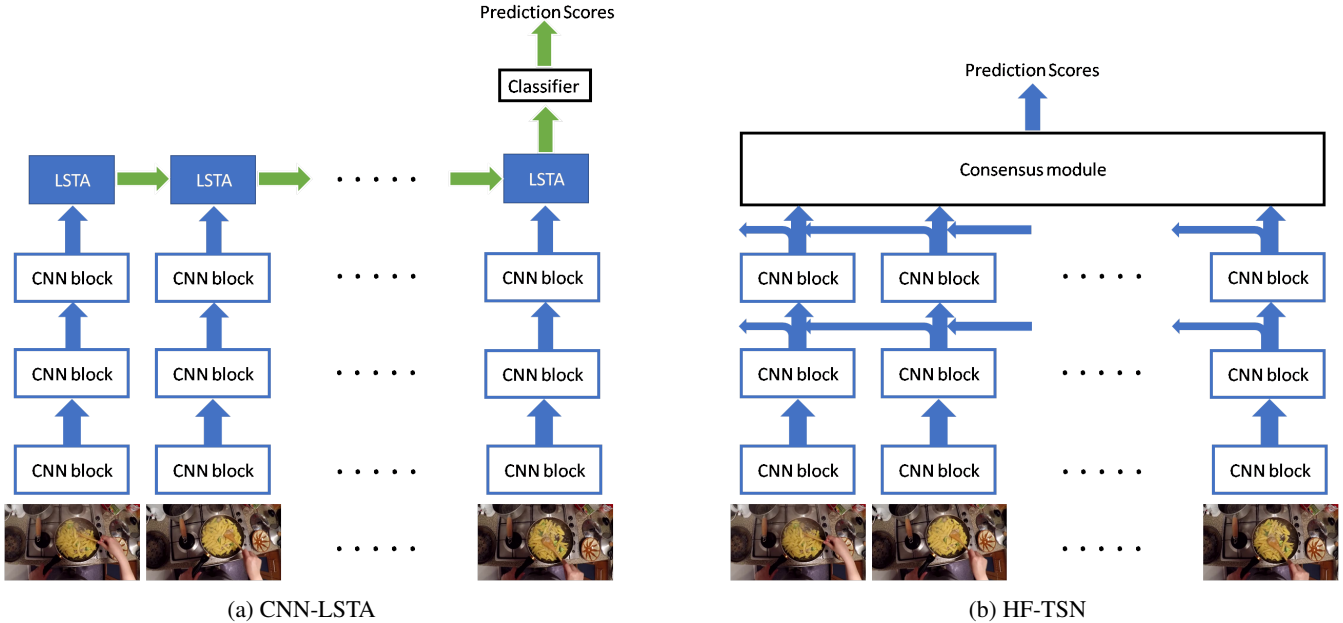 Prediction Scores
Classifier
LSTA LSTA . . . . . LSTA
CNN block CNN block . . . . . CNN block
CNN block CNN block . . . . . CNN block
CNN block CNN block . . . . . CNN block
. . . . .
(a) CNN-LSTA
Prediction Scores
Consensus module
CNN block CNN block . . . . . CNN block
CNN block CNN block . . . . . CNN block
CNN block CNN block . . . . . CNN block
. . . . .
(b) HF-TSN